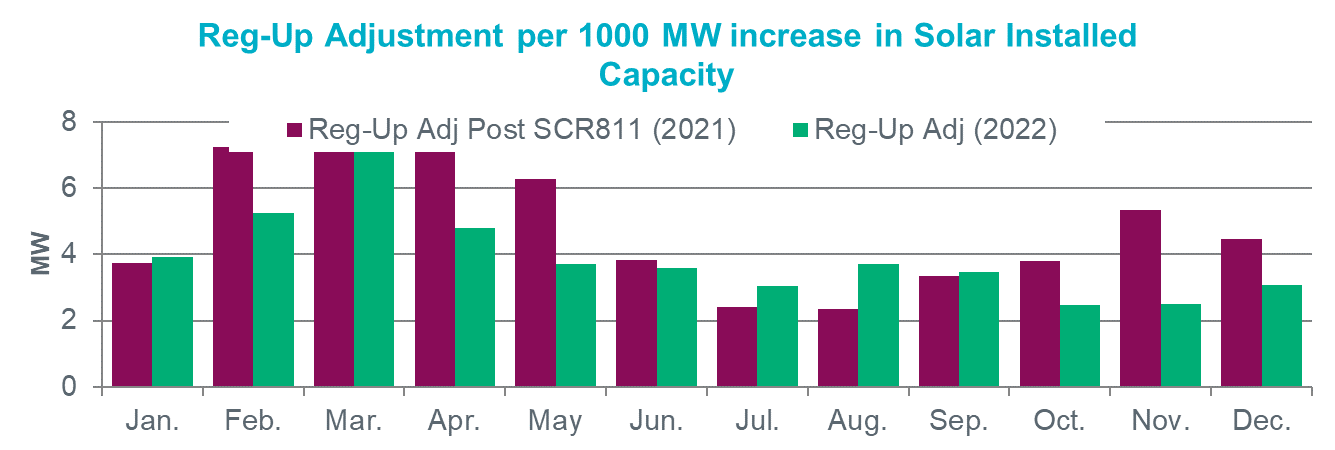 Reg-Up Adjustment per 1000 MW increase in Solar Installed
Capacity
Reg-Up Adj Post SCR811 (2021) Reg-Up Adj (2022)
8
6
4
2
0
MW
Jan. Feb. Mar. Apr. May Jun. Jul. Aug. Sep. Oct. Nov. Dec.